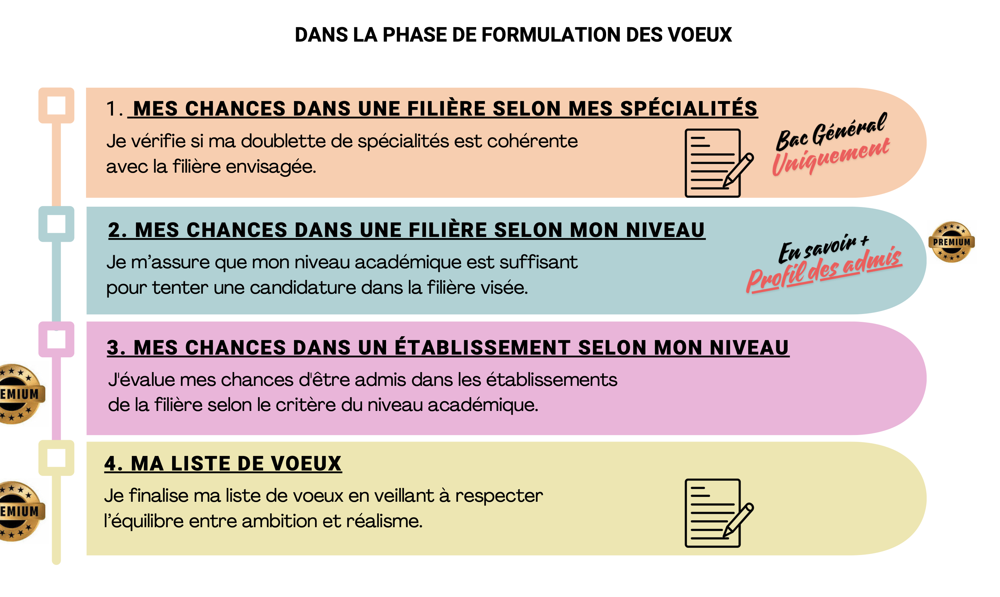 DANS LA PHASE DE FORMULATION DES VOEUX
1. MES CHANCES DANS UNE FILIÈRE SELON MES SPÉCIALITÉS
Je vérifie si ma doublette de spécialités est cohérente
avec la filière envisagée.
Bac Général
Uniquement
2. MES CHANCES DANS UNE FILIÈRE SELON MON NIVEAU
Je m’assure que mon niveau académique est suffisant
pour tenter une candidature dans la filière visée.
En savoir +
Profil des admis
PREMIUM
3. MES CHANCES DANS UN ÉTABLISSEMENT SELON MON NIVEAU
J'évalue mes chances d'être admis dans les établissements
de la filière selon le critère du niveau académique.
EMIUM
4. MA LISTE DE VOEUX
Je finalise ma liste de voeux en veillant à respecter
l’équilibre entre ambition et réalisme.
EMIUM